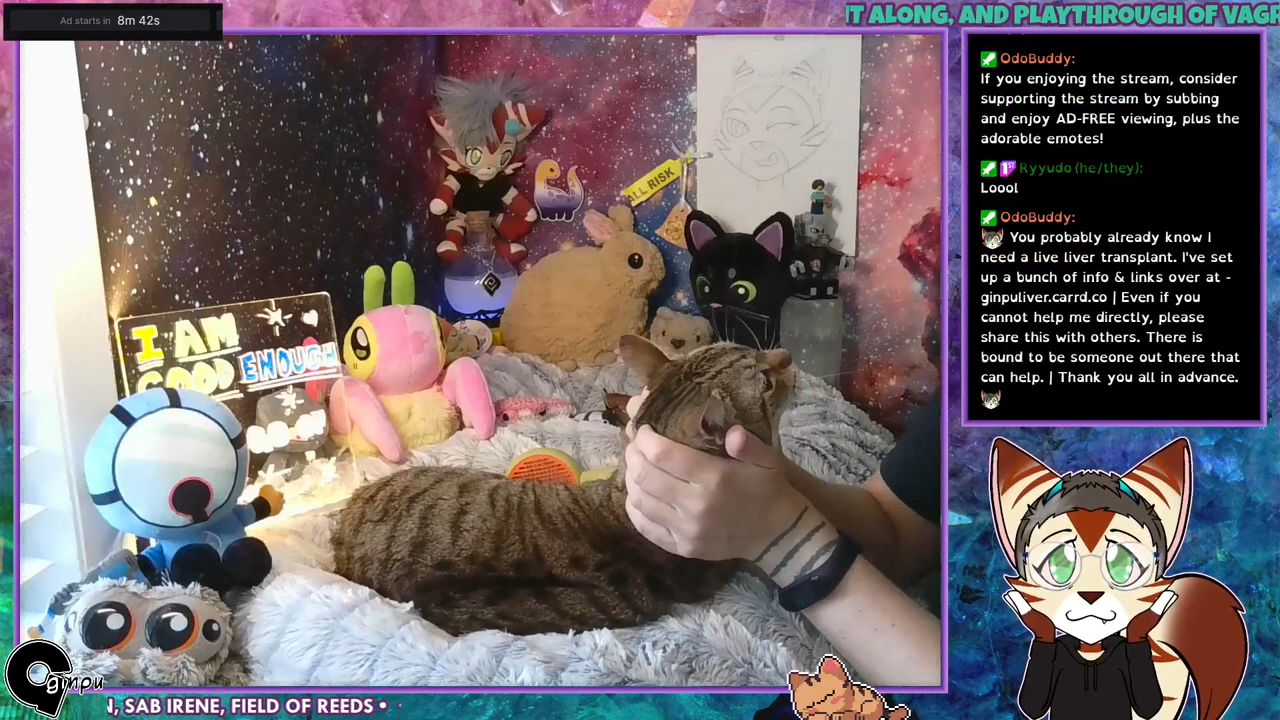 Ad starts in 8m 42s
IT ALONG, AND PLAYTHROUGH OF VAGR
OdoBuddy:
If you enjoying the stream, consider
supporting the stream by subbing
and enjoy AD-FREE viewing, plus the
adorable emotes!
1ST Ryyudo (he/they):
Loool
OdoBuddy:
You probably already know I
need a live liver transplant. I've set
up a bunch of info & links over at -
ginpuliver.carrd.co | Even if you
cannot help me directly, please
share this with others. There is
bound to be someone out there that
can help. | Thank you all in advance.
ALL RISK
I AM
GOOD ENOUGH
ginpu
N, SAB IRENE, FIELD OF REEDS •